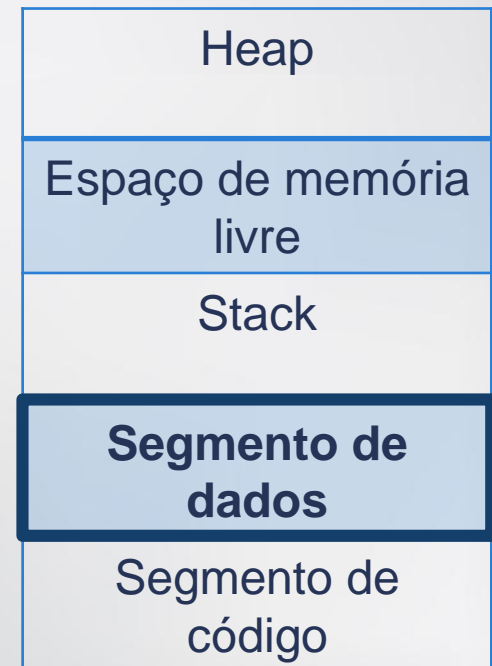 Heap
Espaço de memória
livre
Stack
Segmento de
dados
Segmento de
código